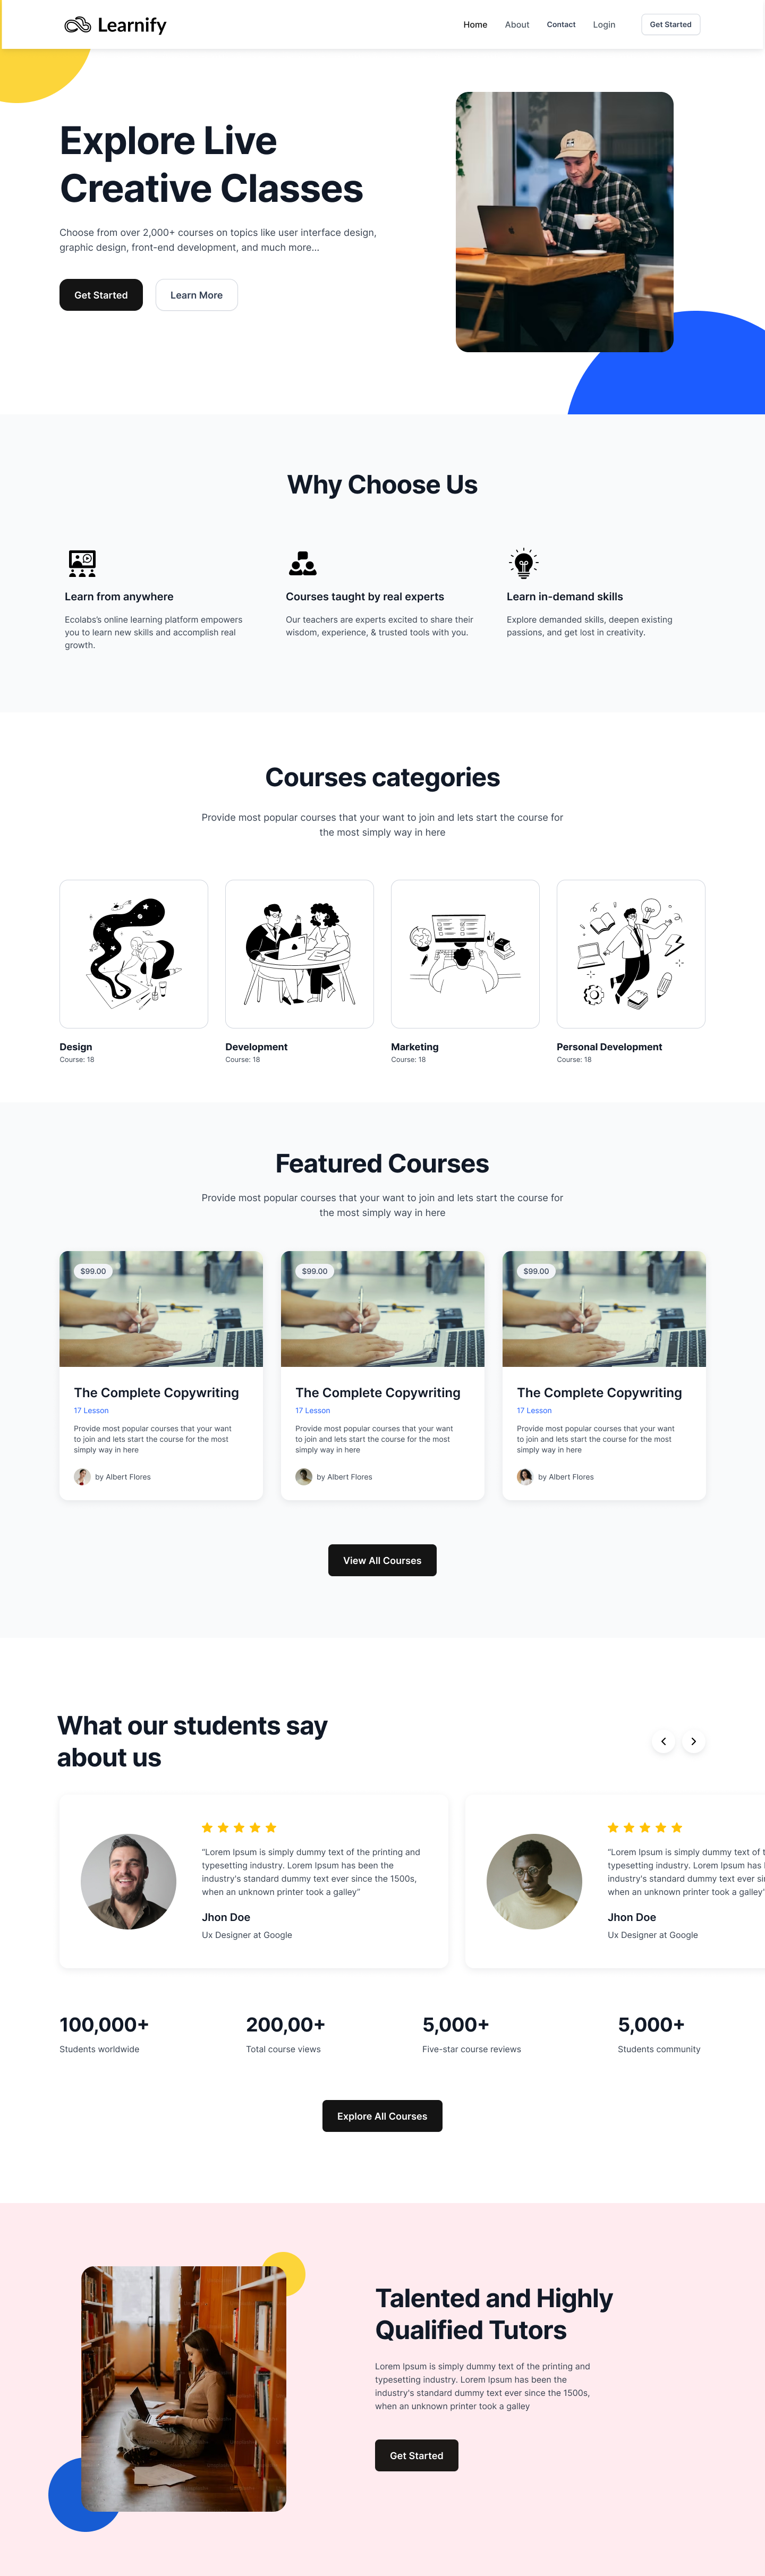 Learnify
Home
About
Contact
Login
Get Started
Explore Live
Creative Classes
Choose from over 2,000+ courses on topics like user interface design,
graphic design, front-end development, and much more...
Get Started
Learn More
Why Choose Us
Learn from anywhere
Ecolabs’s online learning platform empowers
you to learn new skills and accomplish real
growth.
Courses taught by real experts
Our teachers are experts excited to share their
wisdom, experience, & trusted tools with you.
Learn in-demand skills
Explore demanded skills, deepen existing
passions, and get lost in creativity.
Courses categories
Provide most popular courses that your want to join and lets start the course for
the most simply way in here
Design
Course: 18
Development
Course: 18
Marketing
Course: 18
Personal Development
Course: 18
Featured Courses
Provide most popular courses that your want to join and lets start the course for
the most simply way in here
$99.00
The Complete Copywriting
17 Lesson
Provide most popular courses that your want
to join and lets start the course for the most
simply way in here
by Albert Flores
$99.00
The Complete Copywriting
17 Lesson
Provide most popular courses that your want
to join and lets start the course for the most
simply way in here
by Albert Flores
$99.00
The Complete Copywriting
17 Lesson
Provide most popular courses that your want
to join and lets start the course for the most
simply way in here
by Albert Flores
View All Courses
What our students say
about us
“Lorem Ipsum is simply dummy text of the printing and
typesetting industry. Lorem Ipsum has been the
industry's standard dummy text ever since the 1500s,
when an unknown printer took a galley”
Jhon Doe
Ux Designer at Google
“Lorem Ipsum is simply dummy text of
typesetting industry. Lorem Ipsum has
industry's standard dummy text ever
when an unknown printer took a galley”
Jhon Doe
Ux Designer at Google
100,000+
Students worldwide
200,00+
Total course views
5,000+
Five-star course reviews
5,000+
Students community
Explore All Courses
Talented and Highly
Qualified Tutors
Lorem Ipsum is simply dummy text of the printing and
typesetting industry. Lorem Ipsum has been the
industry's standard dummy text ever since the 1500s,
when an unknown printer took a galley
Get Started